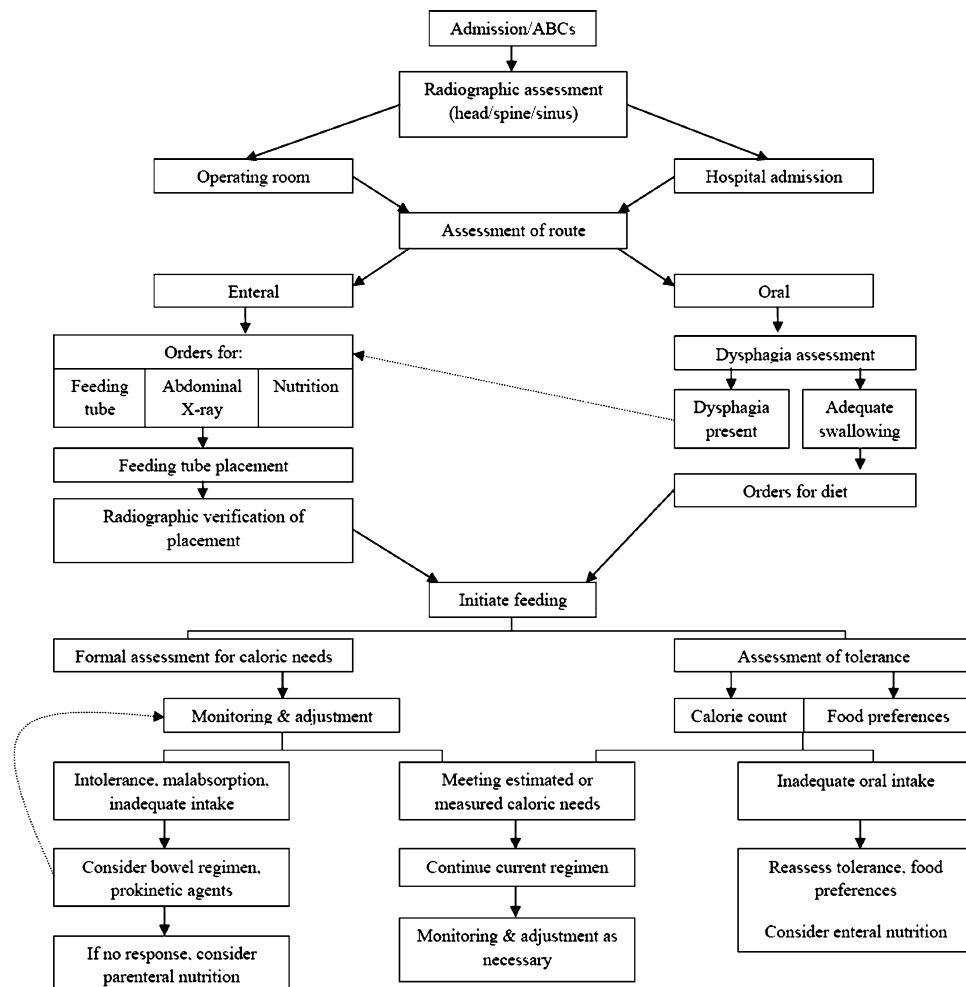 Admission/ABCs
Radiographic assessment
(head/spine/sinus)
Operating room
Hospital admission
Assessment of route
Enteral
Oral
Orders for:
Feeding
tube
Abdominal
X-ray
Nutrition
Dysphagia assessment
Dysphagia
present
Adequate
swallowing
Feeding tube placement
Orders for diet
Radiographic verification of
placement
Initiate feeding
Formal assessment for caloric needs
Assessment of tolerance
Monitoring & adjustment
Calorie count
Food preferences
Intolerance, malabsorption,
inadequate intake
Meeting estimated or
measured caloric needs
Inadequate oral intake
Consider bowel regimen,
prokinetic agents
Continue current regimen
Reassess tolerance, food
preferences
Consider enteral nutrition
If no response, consider
parenteral nutrition
Monitoring & adjustment as
necessary